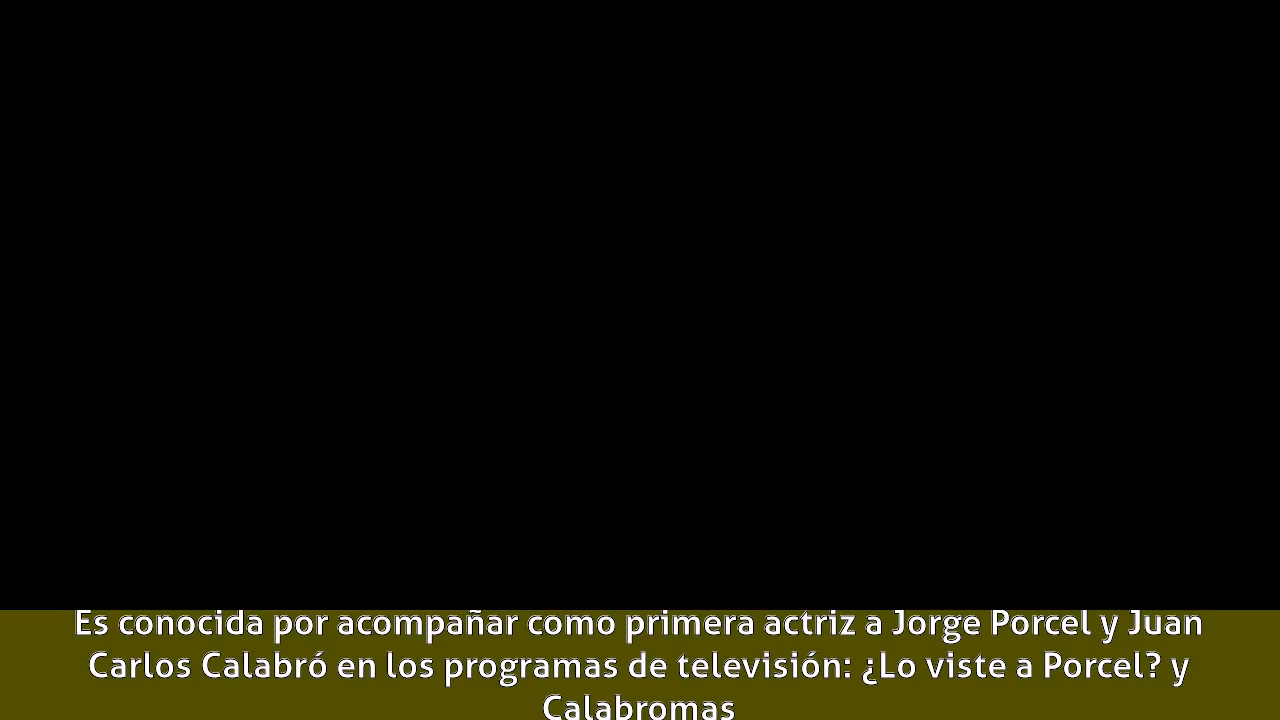 Es conocida por acompañar como primera actriz a Jorge Porcel y Juan
Carlos Calabró en los programas de televisión: ¿Lo viste a Porcel? y
Calabromas